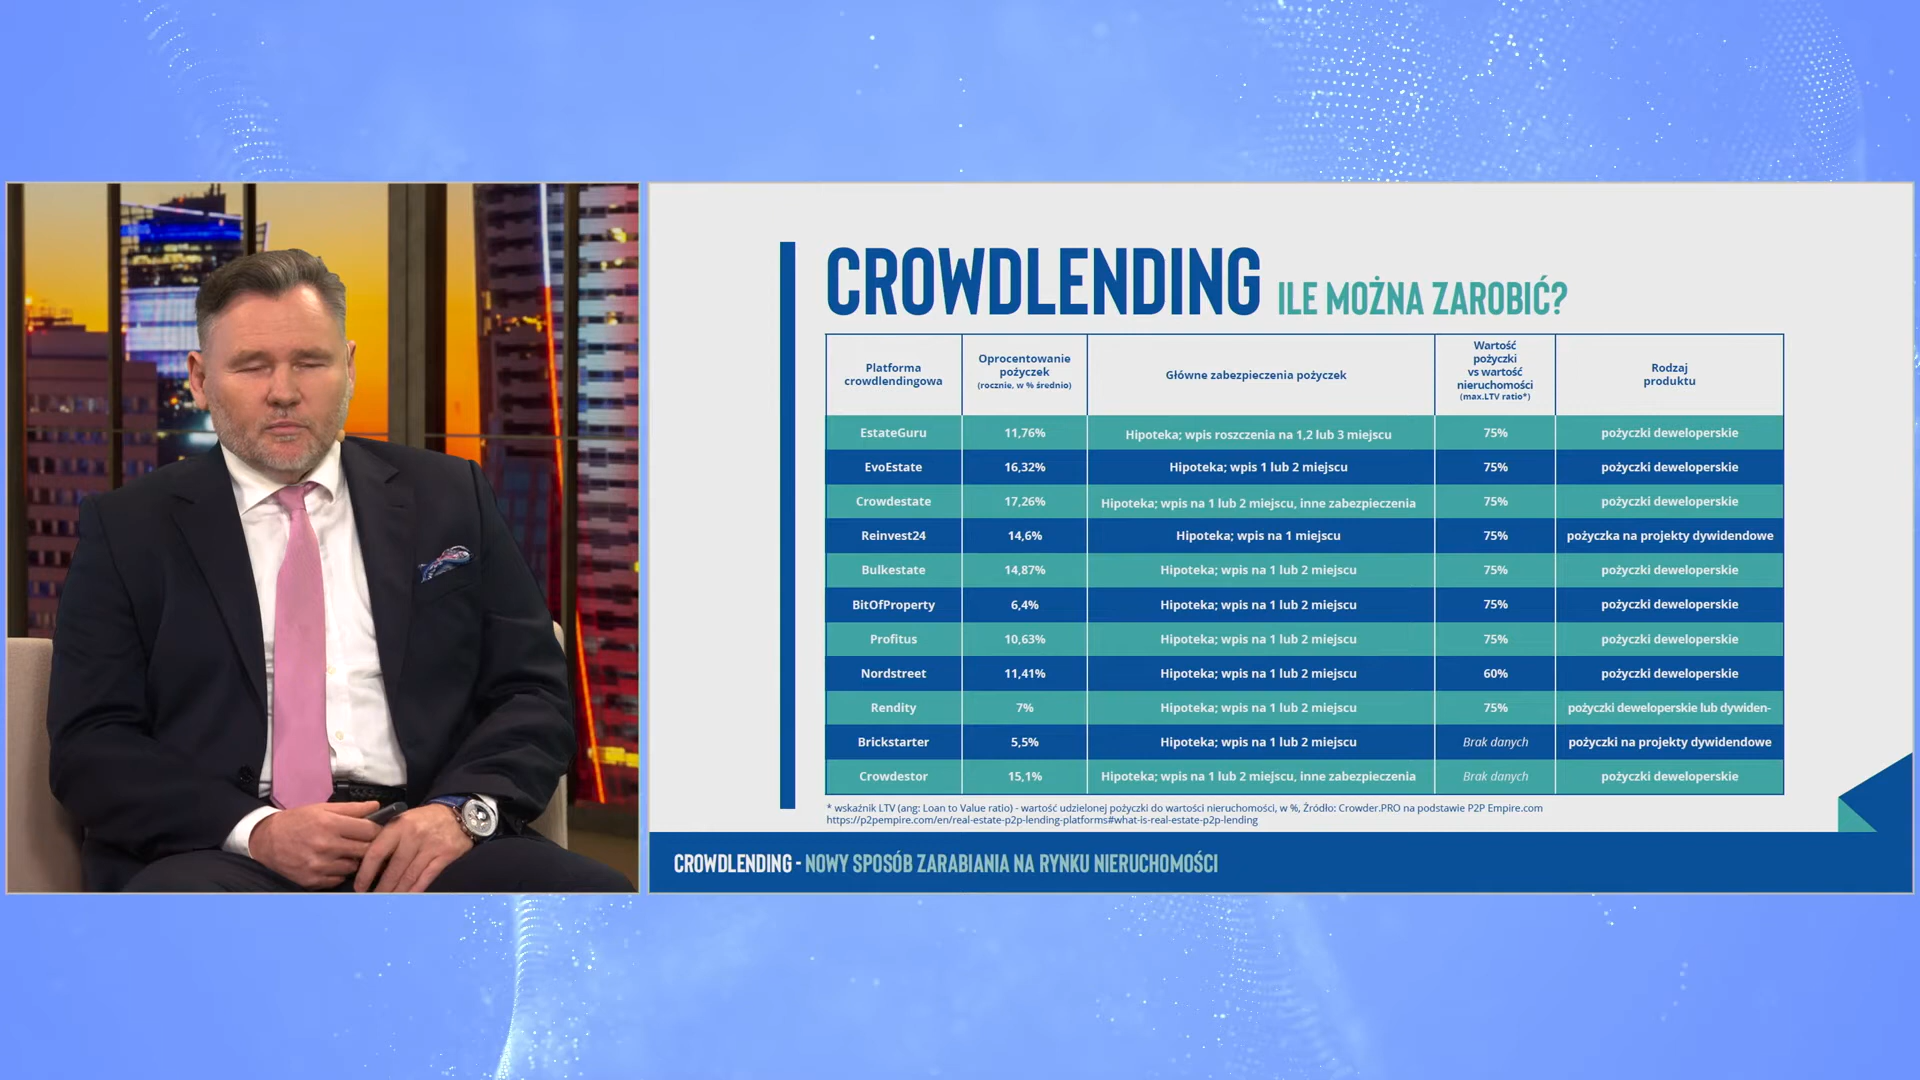 CROWDLENDING ILE MOŻNA ZAROBIĆ?
Platforma
crowdlendingowa
Oprocentowanie
pożyczek
(rocznie, w % średnio)
Główne zabezpieczenia pożyczek
Wartość
pożyczki
vs wartość
nieruchomości
(max.LTV ratio*)
Rodzaj
produktu
EstateGuru 11,76% Hipoteka; wpis roszczenia na 1,2 lub 3 miejscu 75% pożyczki deweloperskie
EvoEstate 16,32% Hipoteka; wpis 1 lub 2 miejscu 75% pożyczki deweloperskie
Crowdestate 17,26% Hipoteka; wpis na 1 lub 2 miejscu, inne zabezpieczenia 75% pożyczki deweloperskie
Reinvest24 14,6% Hipoteka; wpis na 1 miejscu 75% pożyczka na projekty dywidendowe
Bulkestate 14,87% Hipoteka; wpis na 1 lub 2 miejscu 75% pożyczki deweloperskie
BitOfProperty 6,4% Hipoteka; wpis na 1 lub 2 miejscu 75% pożyczki deweloperskie
Profitus 10,63% Hipoteka; wpis na 1 lub 2 miejscu 75% pożyczki deweloperskie
Nordstreet 11,41% Hipoteka; wpis na 1 lub 2 miejscu 60% pożyczki deweloperskie
Rendity 7% Hipoteka; wpis na 1 lub 2 miejscu 75% pożyczki deweloperskie lub dywiden-
Brickstarter 5,5% Hipoteka; wpis na 1 lub 2 miejscu Brak danych pożyczki na projekty dywidendowe
Crowdestor 15,1% Hipoteka; wpis na 1 lub 2 miejscu, inne zabezpieczenia Brak danych pożyczki deweloperskie
* wskaźnik LTV (ang: Loan to Value ratio) - wartość udzielonej pożyczki do wartości nieruchomości, w %, Źródło: Crowder.PRO na podstawie P2P Empire.com
https://p2pempire.com/en/real-estate-p2p-lending-platforms#what-is-real-estate-p2p-lending
CROWDLENDING - NOWY SPOSÓB ZARABIANIA NA RYNKU NIERUCHOMOŚCI